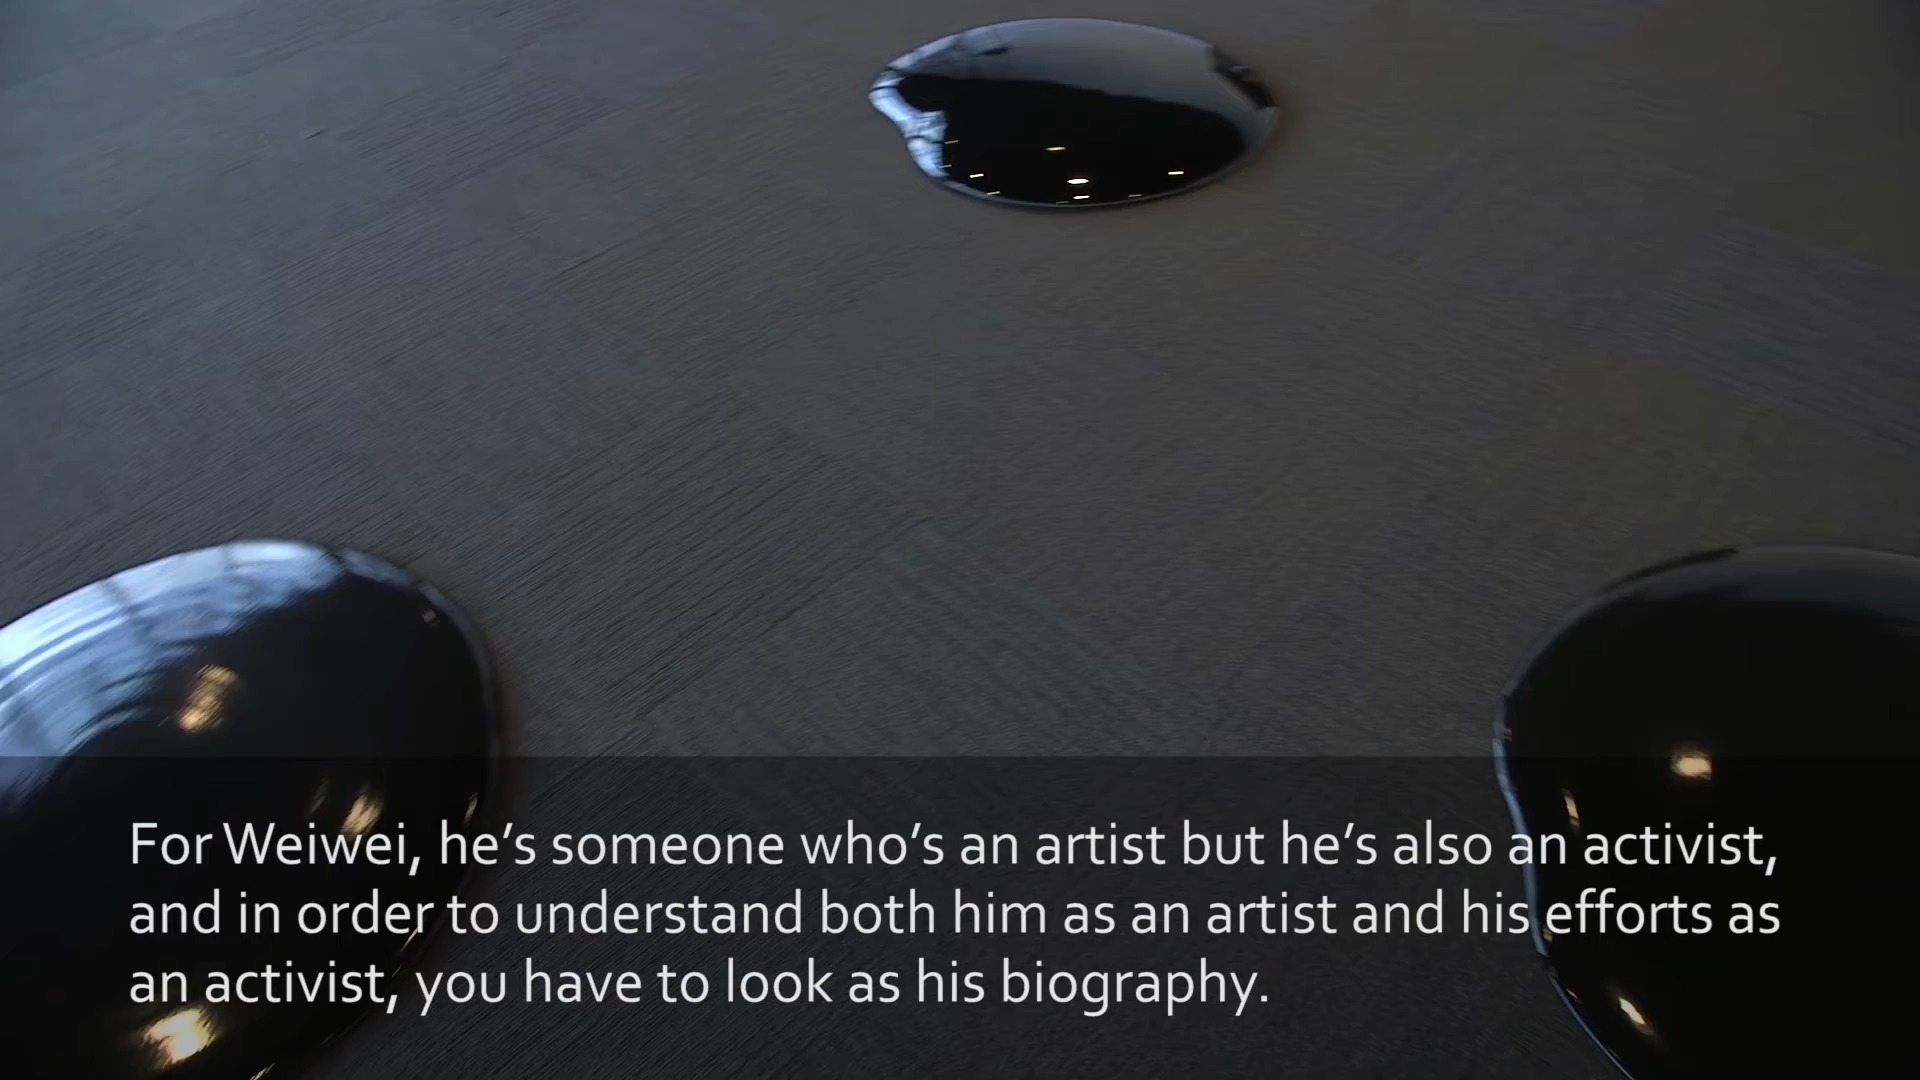 For Weiwei, he’s someone who’s an artist but he’s also an activist,
and in order to understand both him as an artist and his efforts as
an activist, you have to look as his biography.